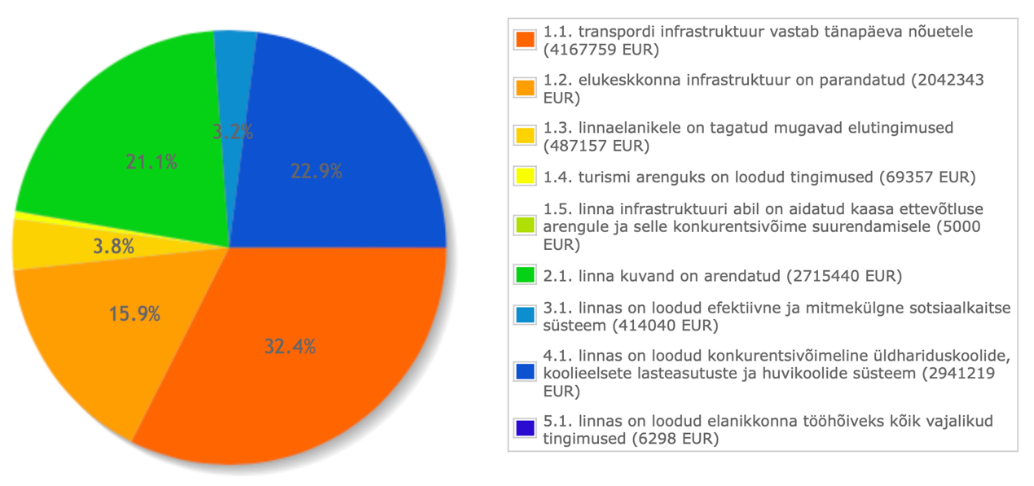 3.2%
21.1%
22.9%
3.8%
15.9%
32.4%
1.1. transpordi infrastruktuur vastab tänapäeva nõuetele
(4167759 EUR)
1.2. elukeskkonna infrastruktuur on parandatud (2042343
EUR)
1.3. linnaelanikele on tagatud mugavad elutingimused
(487157 EUR)
1.4. turismi arenguks on loodud tingimused (69357 EUR)
1.5. linna infrastruktuuri abil on aidatud kaasa ettevõtluse
arengule ja selle konkurentsivõime suurendamisele (5000
EUR)
2.1. linna kuvand on arendatud (2715440 EUR)
3.1. linnas on loodud efektiivne ja mitmekülgne sotsiaalkaitse
süsteem (414040 EUR)
4.1. linnas on loodud konkurentsivõimeline üldhariduskoolide,
koolieelsete lasteasutuste ja huvikoolide süsteem (2941219
EUR)
5.1. linnas on loodud elanikkonna tööhõiveks kõik vajalikud
tingimused (6298 EUR)